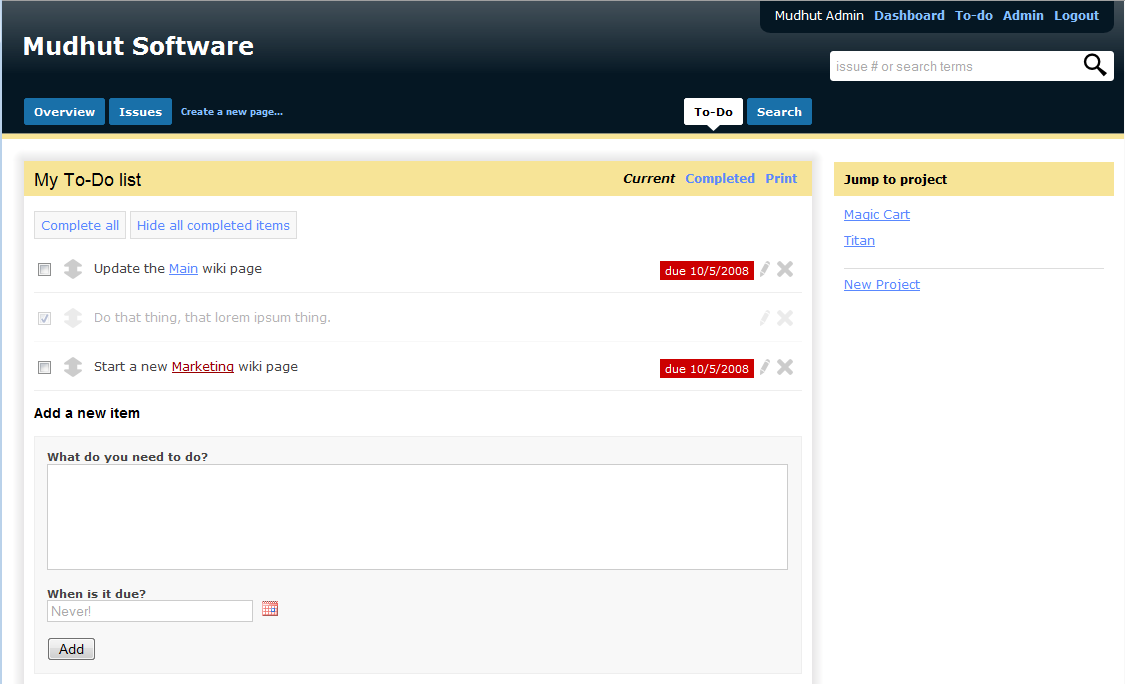 Mudhut Admin Dashboard To-do Admin Logout
Mudhut Software
issue # or search terms
Overview Issues Create a new page... To-Do Search
My To-Do list Current Completed Print
Jump to project
Complete all Hide all completed items
Magic Cart
Titan
Update the Main wiki page due 10/5/2008
New Project
Do that thing, that lorem ipsum thing.
Start a new Marketing wiki page due 10/5/2008
Add a new item
What do you need to do?
When is it due?
Never!
Add